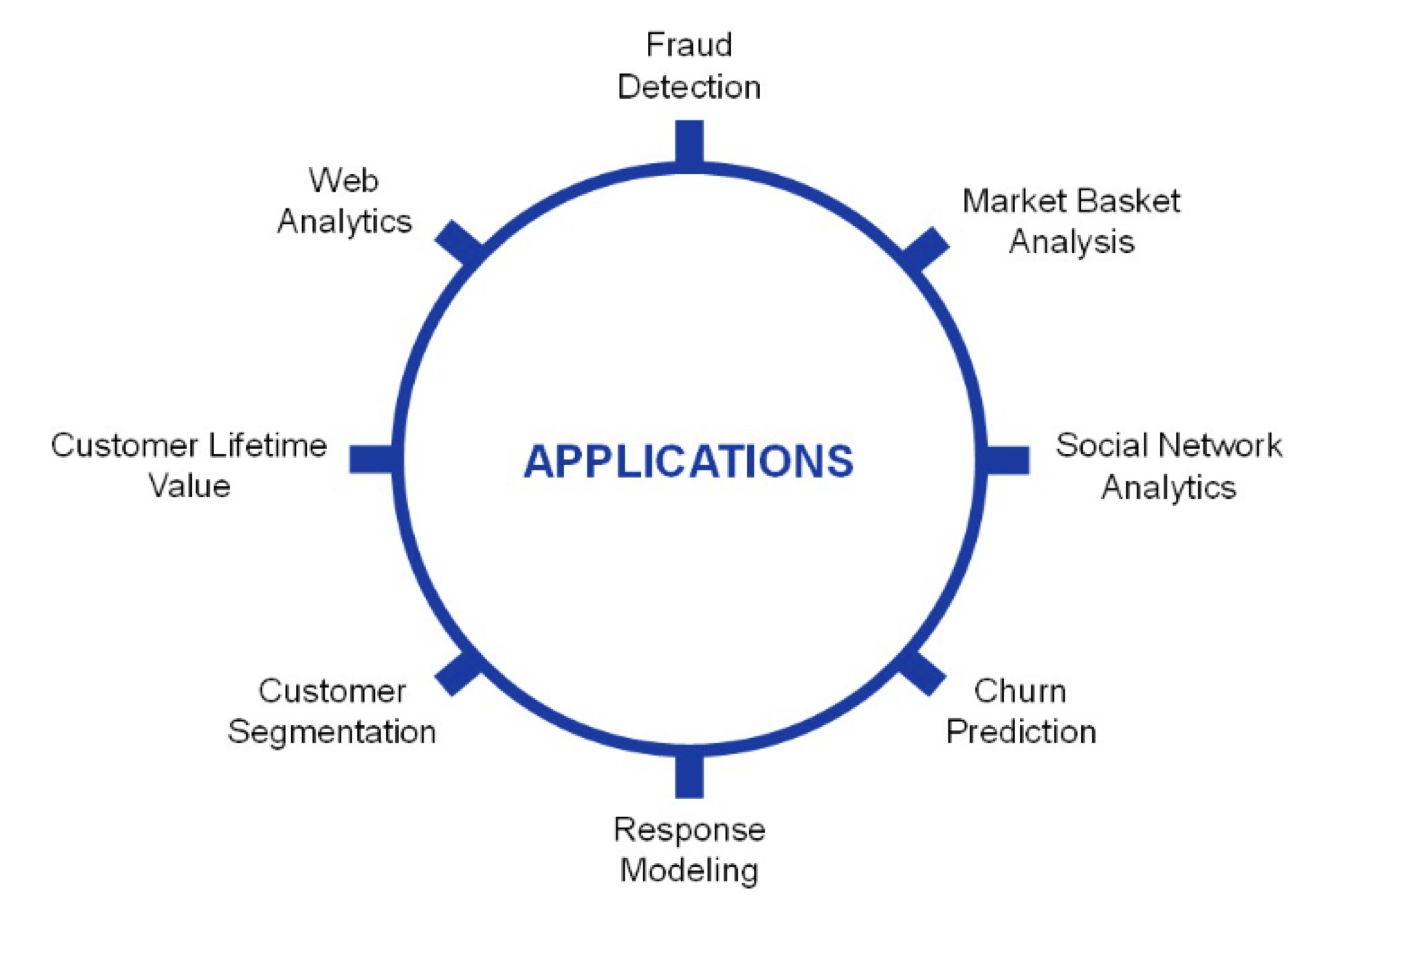 Fraud
Detection
Market Basket
Analysis
Social Network
Analytics
Churn
Prediction
Response
Modeling
Customer
Segmentation
Customer Lifetime
Value
Web
Analytics
APPLICATIONS